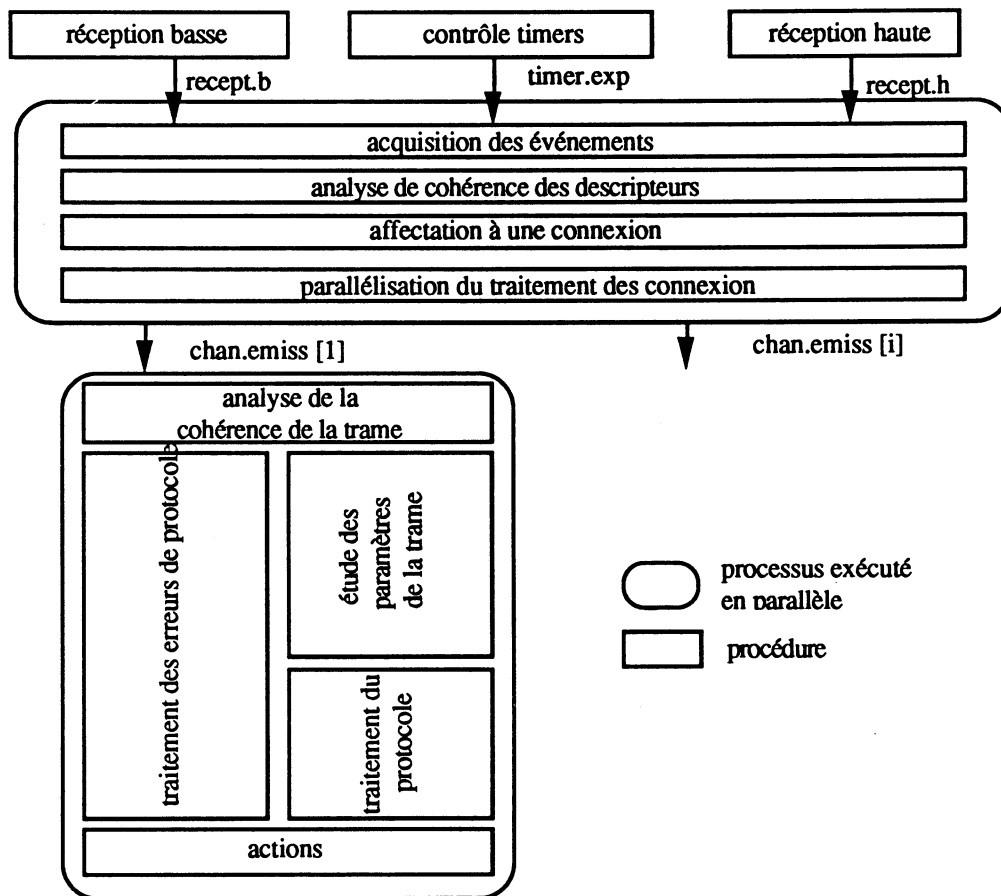 réception basse
contrôle timers
réception haute
recept.b
timer.exp
recept.h
acquisition des événements
analyse de cohérence des descripteurs
affectation à une connexion
parallélisation du traitement des connexion
chan.emiss [1]
chan.emiss [i]
analyse de la
cohérence de la trame
traitement des erreurs de protocole
étude des
paramètres
de la trame
traitement du
protocole
actions
processus exécuté
en parallèle
procédure